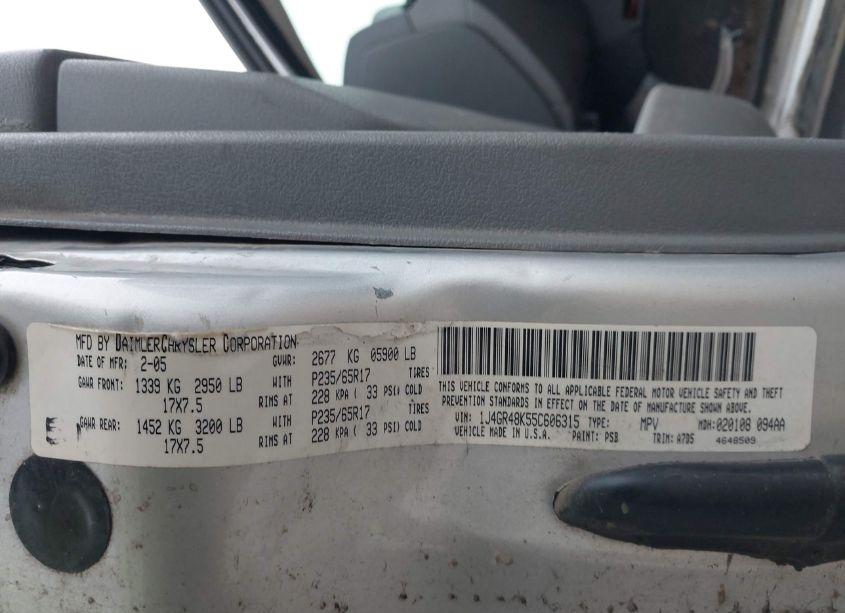 MFD BY DAIMLERCHRYSLER CORPORATION
DATE OF MFR: 2-05 GVWR: 2677 KG 05900 LB
GAWR FRONT: 1339 KG 2950 LB WITH P235/65R17 TIRES
17X7.5 RIMS AT 228 KPA ( 33 PSI) COLD
GAWR REAR: 1452 KG 3200 LB WITH P235/65R17 TIRES
17X7.5 RIMS AT 228 KPA ( 33 PSI) COLD
THIS VEHICLE CONFORMS TO ALL APPLICABLE FEDERAL MOTOR VEHICLE SAFETY AND THEFT
PREVENTION STANDARDS IN EFFECT ON THE DATE OF MANUFACTURE SHOWN ABOVE.
VIN: 1J4GR48K55C606315 TYPE: MPV MDH: 020108 094AA
VEHICLE MADE IN U.S.A. PAINT: PSB TRIM: A7D5 4648509